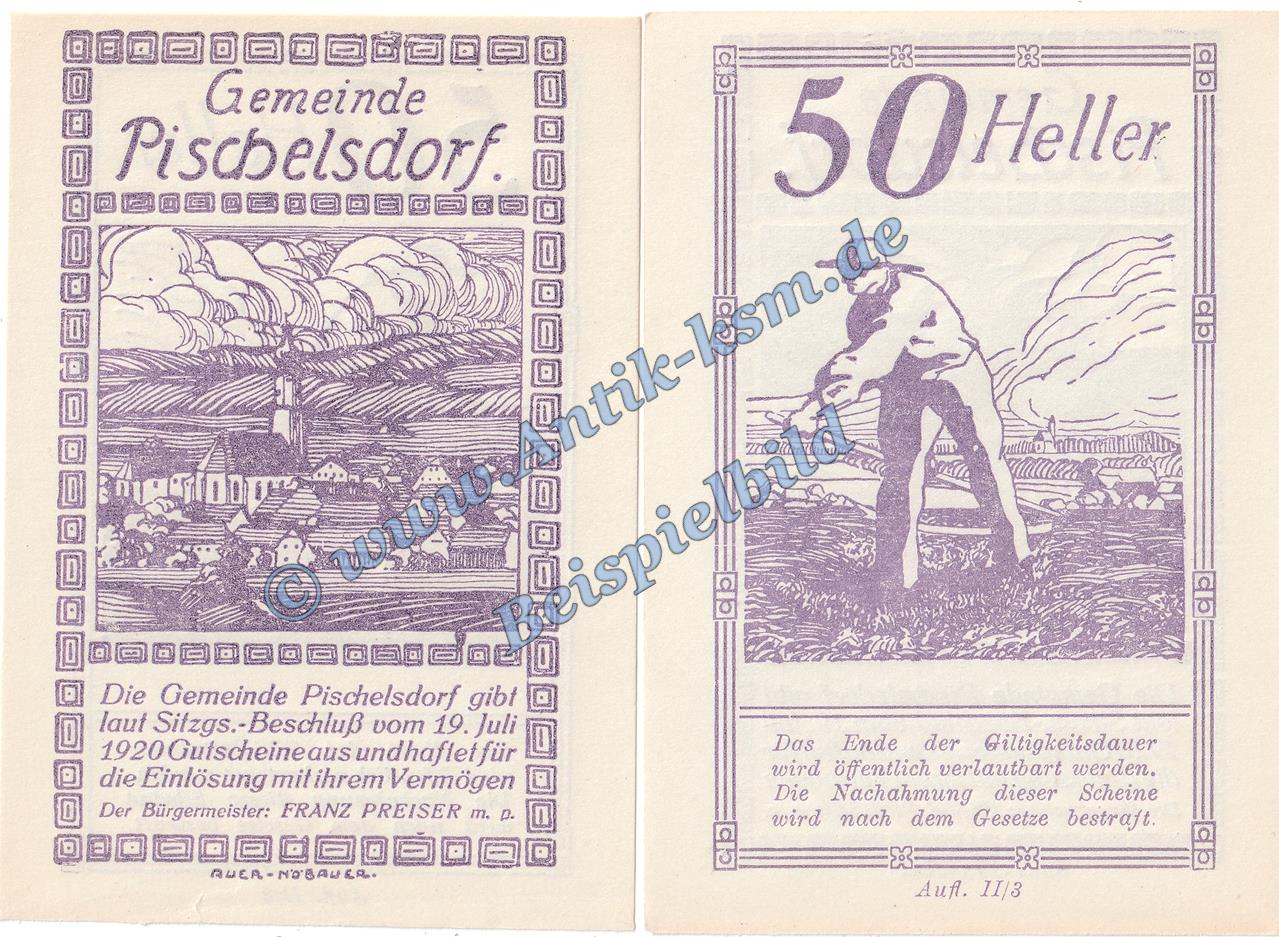 Gemeinde
Pischelsdorf.
Die Gemeinde Pischelsdorf gibt
laut Sitzgs.-Beschluß vom 19. Juli
1920 Gutscheine aus und haftet für
die Einlösung mit ihrem Vermögen
Der Bürgermeister: FRANZ PREISER m. p.
AUER-NÖBAUER.
50 Heller
Das Ende der Giltigkeitsdauer
wird öffentlich verlautbart werden.
Die Nachahmung dieser Scheine
wird nach dem Gesetze bestraft.
Aufl. II/3
© www.Antik-ksm.de
Beispielbild